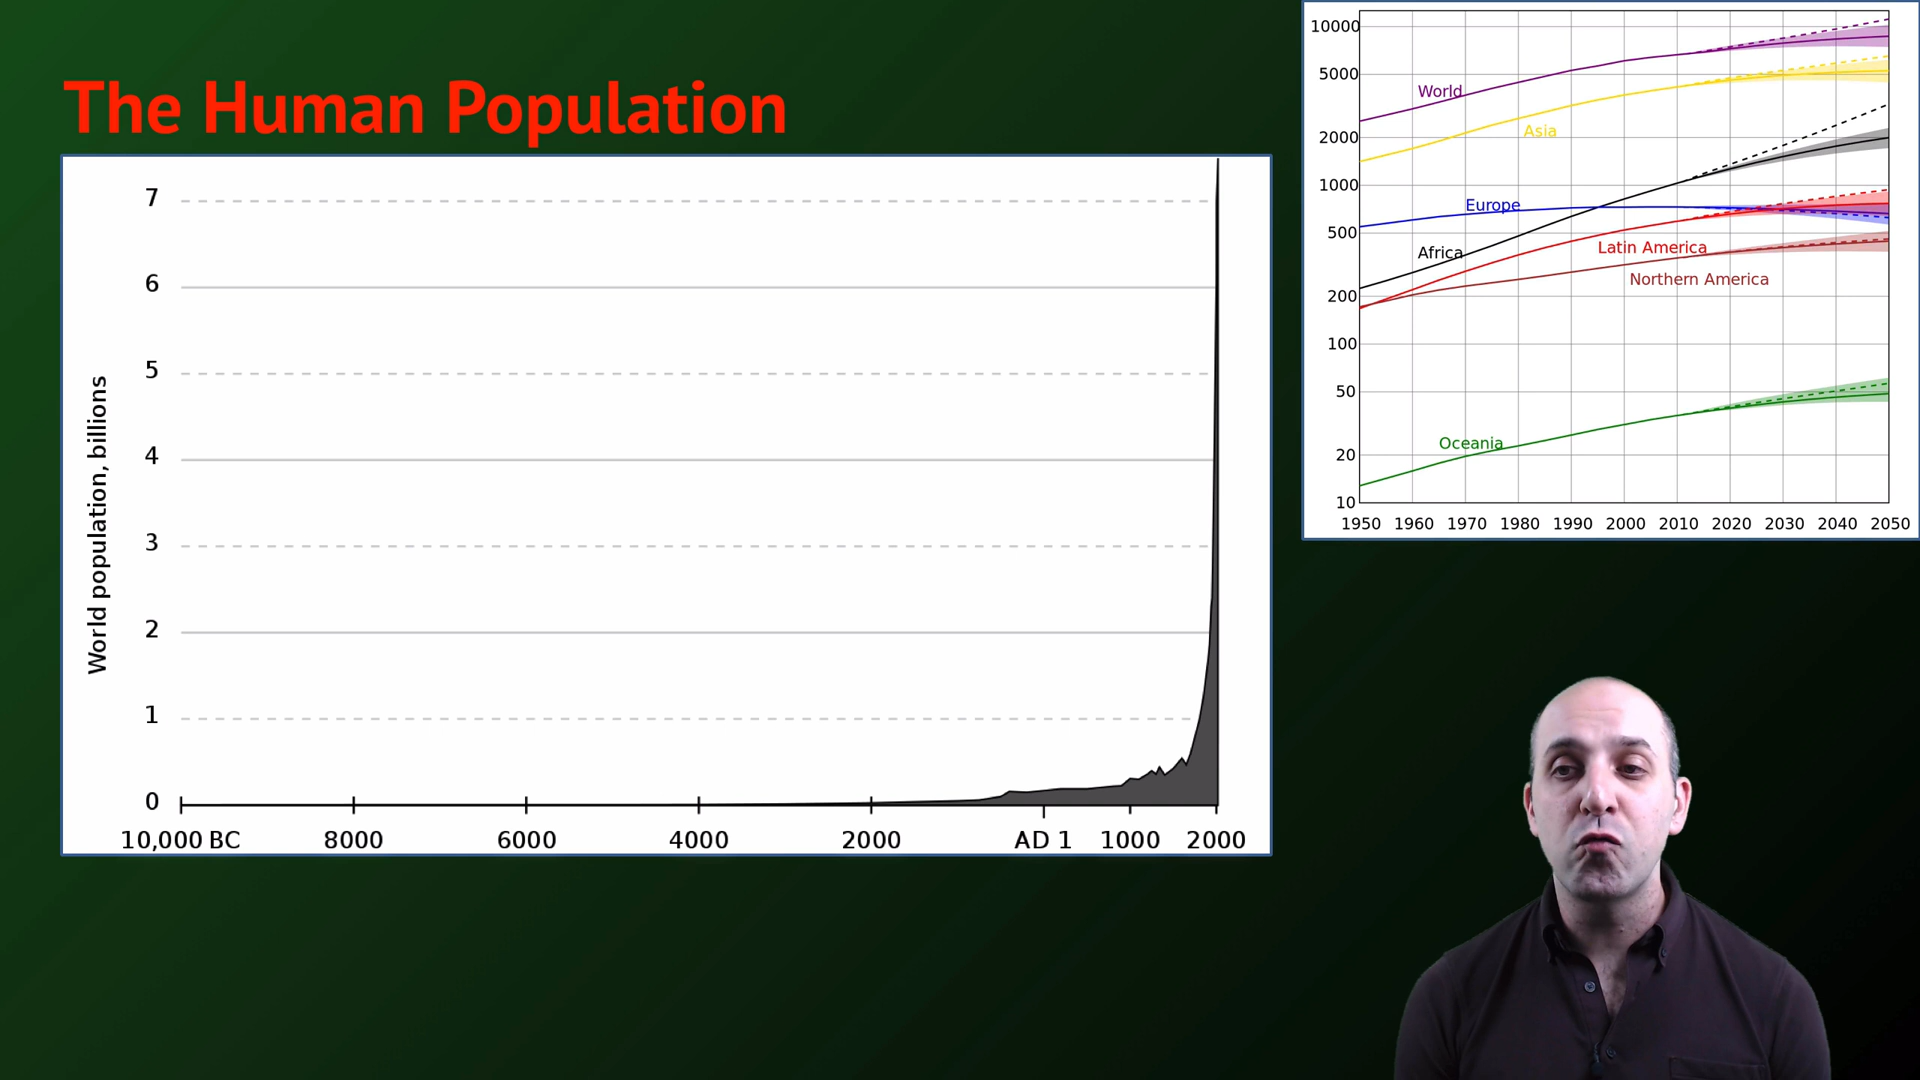 The Human Population
World population, billions
7
6
5
4
3
2
1
0
10,000 BC 8000 6000 4000 2000 AD 1 1000 2000
10000
5000
2000
1000
500
200
100
50
20
10
World
Asia
Europe
Africa
Latin America
Northern America
Oceania
1950 1960 1970 1980 1990 2000 2010 2020 2030 2040 2050